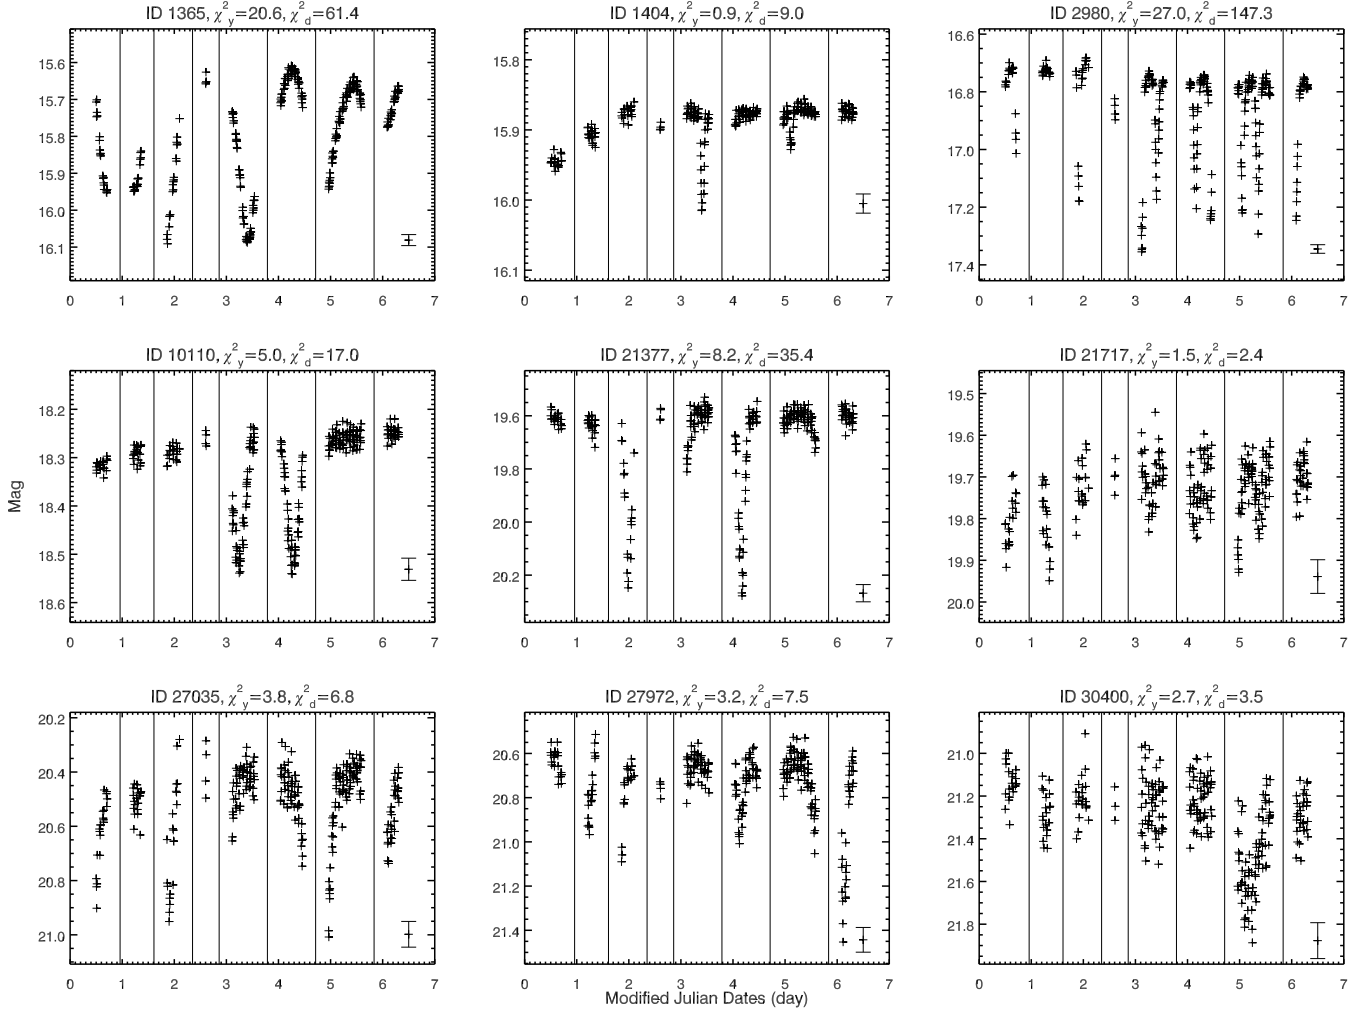 ID 1365, χ²y=20.6, χ²d=61.4
ID 1404, χ²y=0.9, χ²d=9.0
ID 2980, χ²y=27.0, χ²d=147.3
15.6
15.7
15.8
15.9
16.0
16.1
0 1 2 3 4 5 6 7
15.8
15.9
16.0
16.1
0 1 2 3 4 5 6 7
16.6
16.8
17.0
17.2
17.4
0 1 2 3 4 5 6 7
ID 10110, χ²y=5.0, χ²d=17.0
ID 21377, χ²y=8.2, χ²d=35.4
ID 21717, χ²y=1.5, χ²d=2.4
Mag
18.2
18.3
18.4
18.5
18.6
0 1 2 3 4 5 6 7
19.6
19.8
20.0
20.2
0 1 2 3 4 5 6 7
19.5
19.6
19.7
19.8
19.9
20.0
0 1 2 3 4 5 6 7
ID 27035, χ²y=3.8, χ²d=6.8
ID 27972, χ²y=3.2, χ²d=7.5
ID 30400, χ²y=2.7, χ²d=3.5
20.2
20.4
20.6
20.8
21.0
0 1 2 3 4 5 6 7
20.6
20.8
21.0
21.2
21.4
0 1 2 3 4 5 6 7
21.0
21.2
21.4
21.6
21.8
0 1 2 3 4 5 6 7
Modified Julian Dates (day)